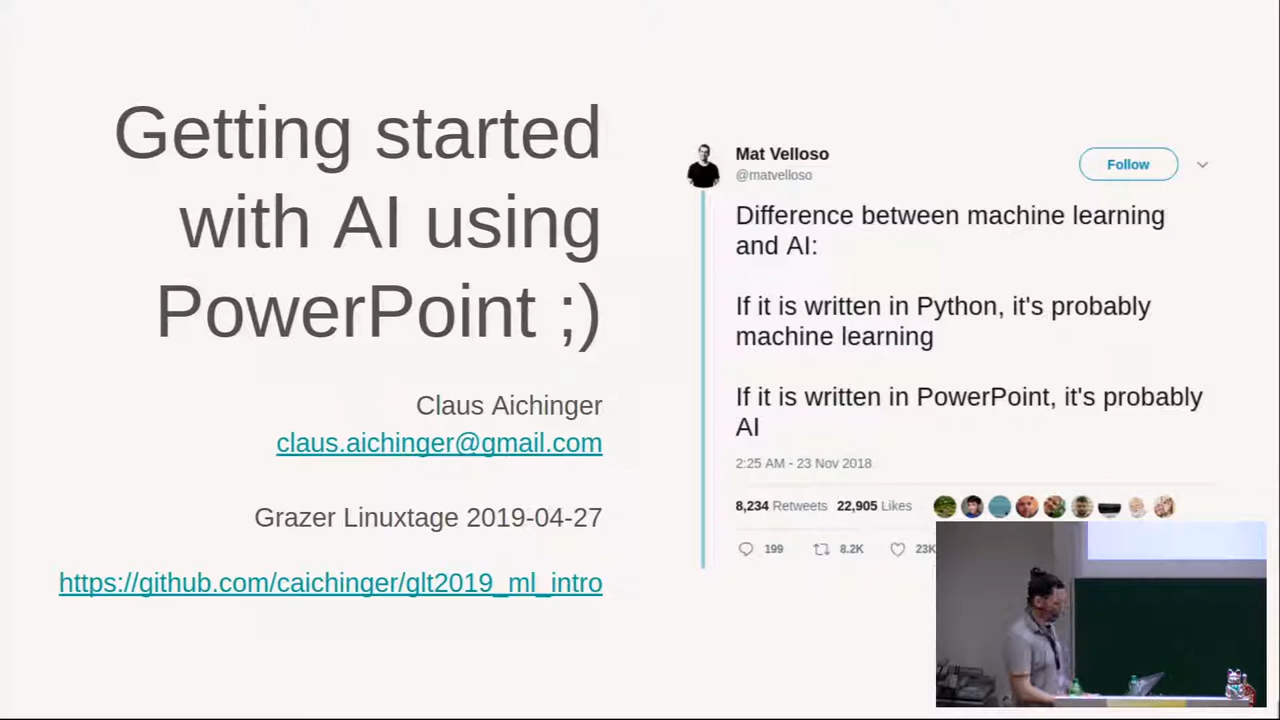 Getting started
with AI using
PowerPoint ;)
Claus Aichinger
claus.aichinger@gmail.com
Grazer Linuxtage 2019-04-27
https://github.com/caichinger/glt2019_ml_intro
Mat Velloso
@matvelloso
Follow
Difference between machine learning
and AI:
If it is written in Python, it's probably
machine learning
If it is written in PowerPoint, it's probably
AI
2:25 AM - 23 Nov 2018
8,234 Retweets 22,905 Likes
199 8.2K 23K